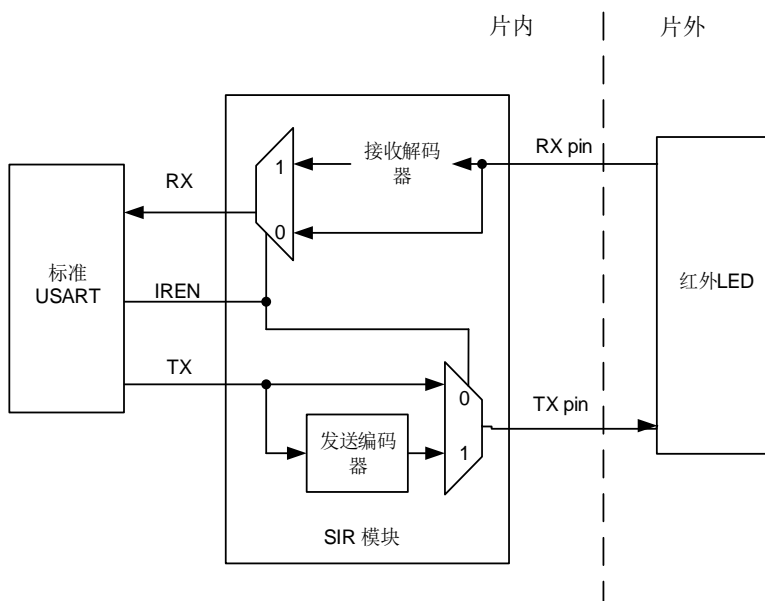 片内
片外
接收解码
器
RX pin
1
RX
0
标准
USART
IREN
红外LED
TX
0
TX pin
发送编码
器
1
SIR 模块